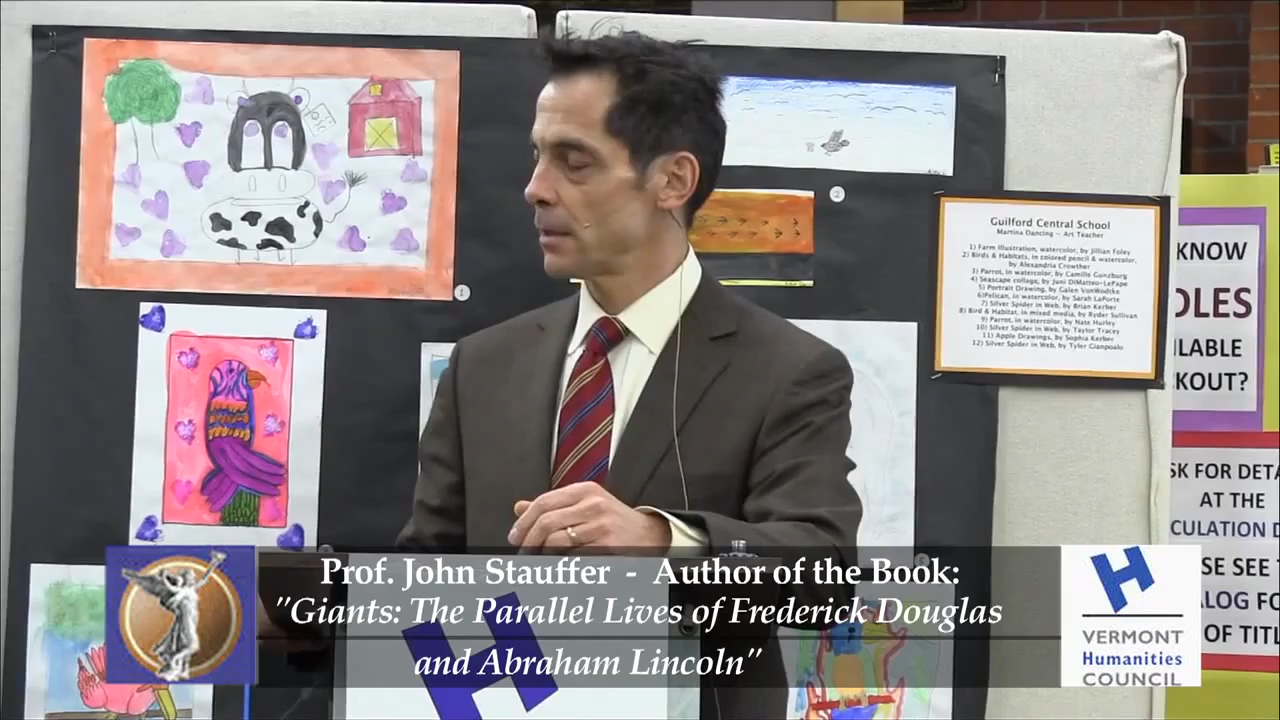 1
2
Guilford Central School
Martina Dancing ~ Art Teacher
1) Farm Illustration, watercolor, by Jillian Foley
2) Birds & Habitats, in colored pencil & watercolor,
by Alexandria Crowther
3) Parrot, in watercolor, by Camille Gunzburg
4) Seascape collage, by Juni DiMatteo-LePape
5) Portrait Drawing, by Galen VonWodtke
6)Pelican, in watercolor, by Sarah LaPorte
7) Silver Spider in Web, by Brian Kerber
8) Bird & Habitat, in mixed media, by Ryder Sullivan
9) Parrot, in watercolor, by Nate Hurley
10) Silver Spider in Web, by Taylor Tracey
11) Apple Drawings, by Sophia Kerber
12) Silver Spider in Web, by Tyler Gianpoalo
KNOW
OLES
ILABLE
KOUT?
SK FOR DETA
AT THE
CULATION D
SE SEE
LOG FO
OF TITL
Prof. John Stauffer - Author of the Book:
"Giants: The Parallel Lives of Frederick Douglas
and Abraham Lincoln"
H
VERMONT
Humanities
COUNCIL
H